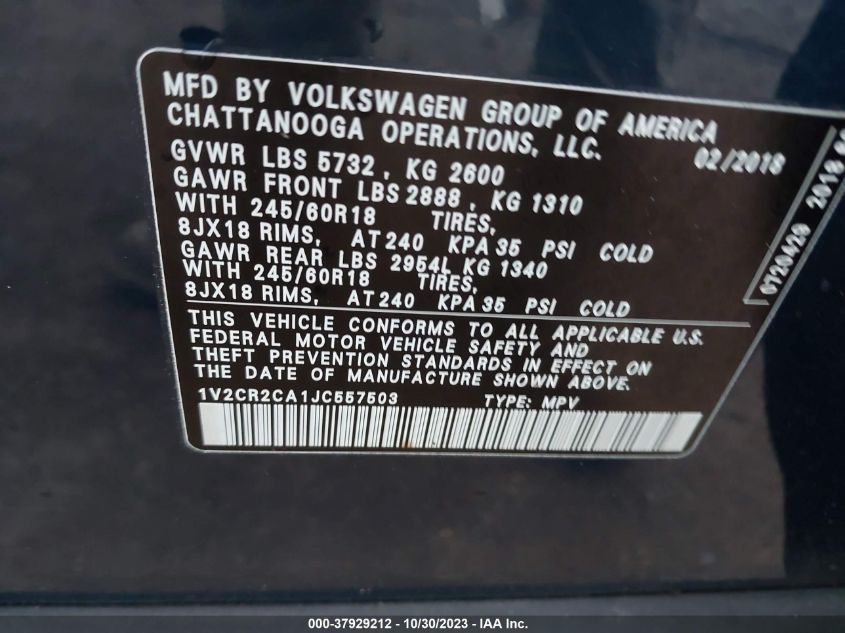 MFD BY VOLKSWAGEN GROUP OF AMERICA
CHATTANOOGA OPERATIONS, LLC. 02/2018
GVWR LBS 5732, KG 2600
GAWR FRONT LBS 2888, KG 1310
WITH 245/60R18 TIRES,
8JX18 RIMS, AT 240 KPA 35 PSI COLD
GAWR REAR LBS 2954L KG 1340
WITH 245/60R18 TIRES,
8JX18 RIMS, AT 240 KPA 35 PSI COLD
THIS VEHICLE CONFORMS TO ALL APPLICABLE U.S.
FEDERAL MOTOR VEHICLE SAFETY AND
THEFT PREVENTION STANDARDS IN EFFECT ON
THE DATE OF MANUFACTURE SHOWN ABOVE.
1V2CR2CA1JC557503 TYPE: MPV
0720429 2018
000-37929212 - 10/30/2023 - IAA Inc.